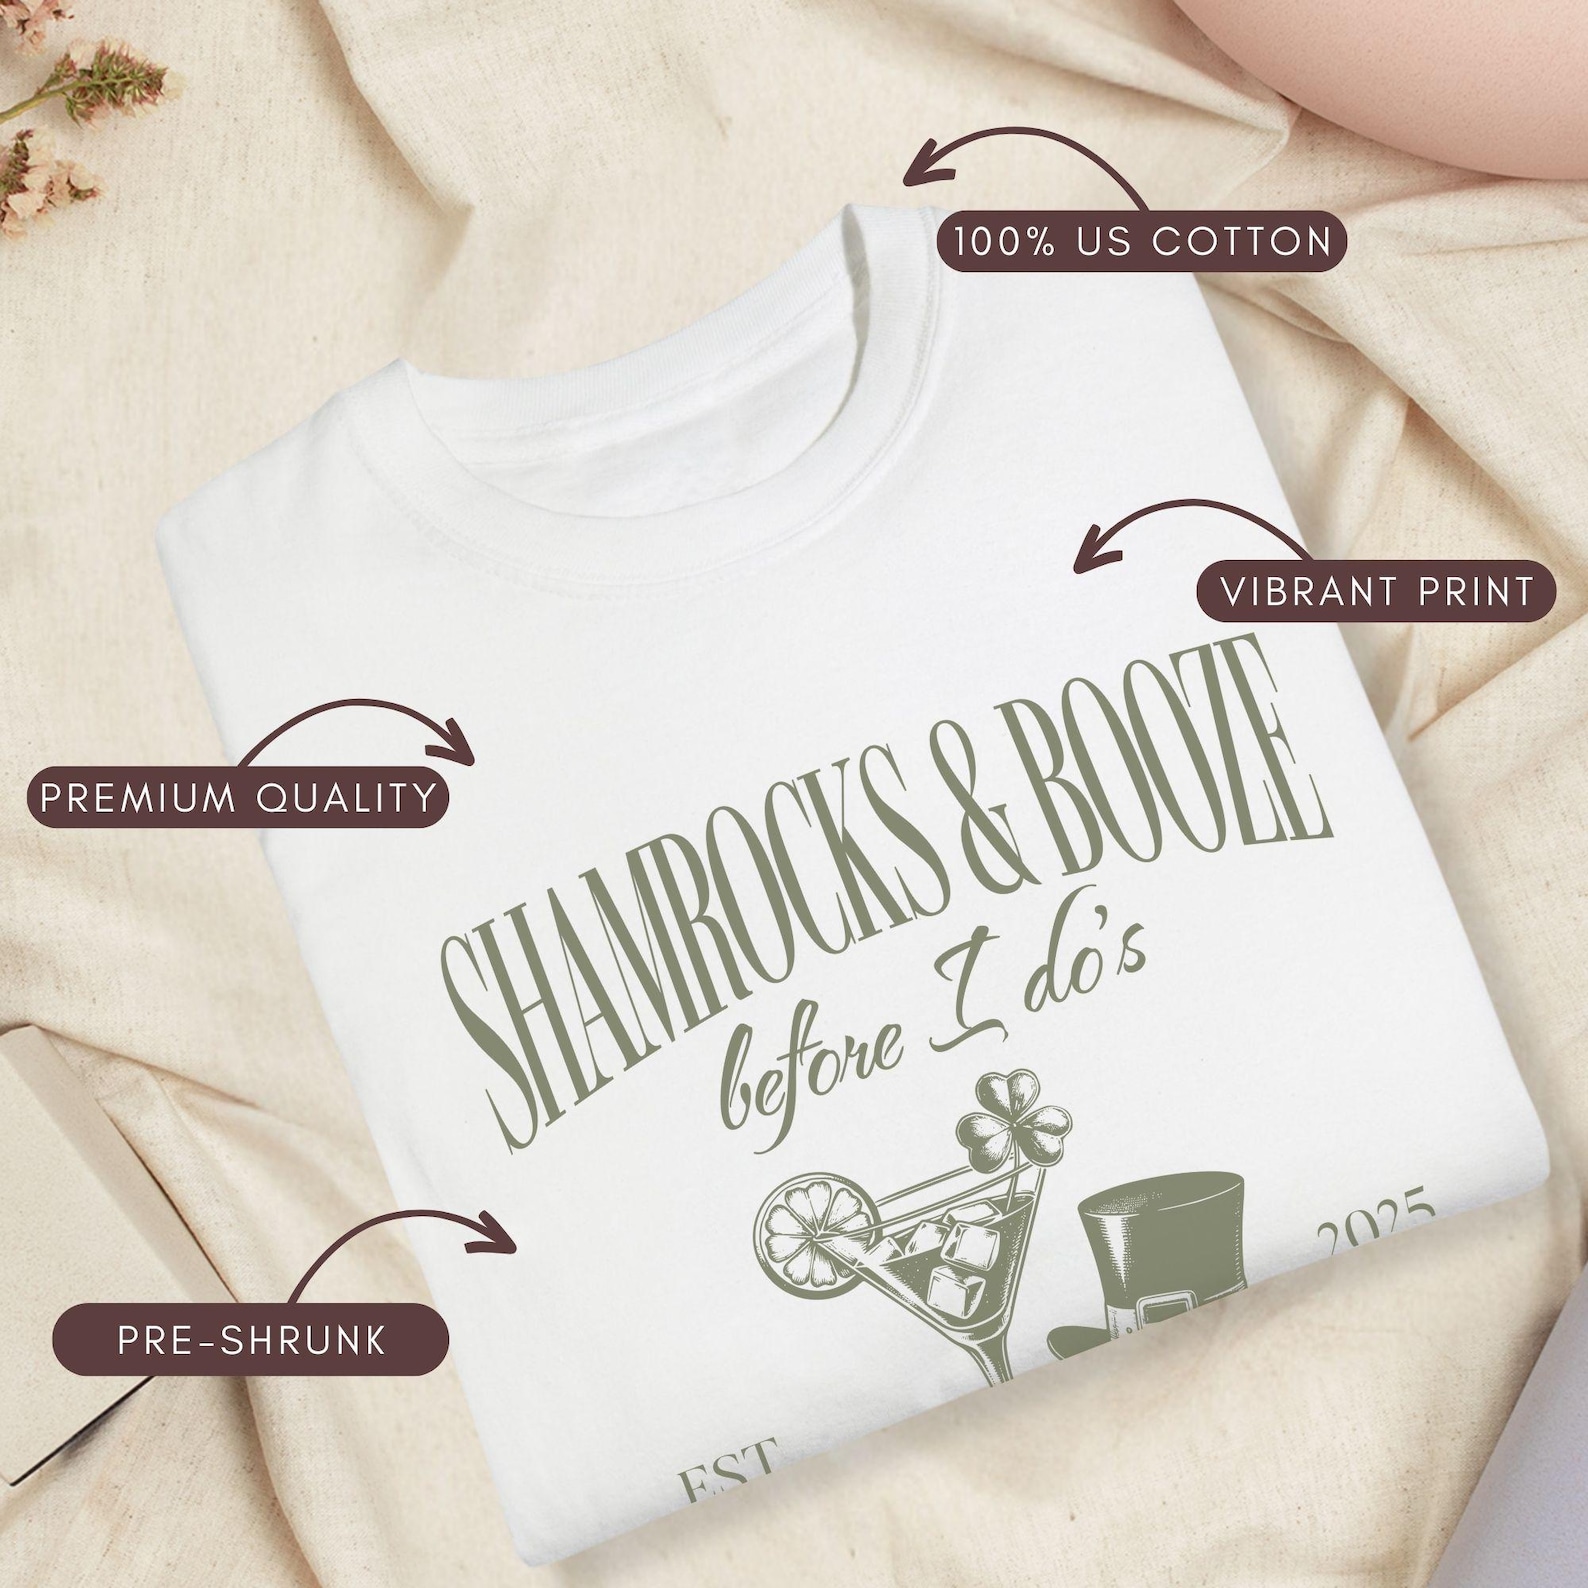 100% US COTTON
VIBRANT PRINT
PREMIUM QUALITY
SHAMROCKS & BOOZE
before I do's
2025
PRE-SHRUNK
EST